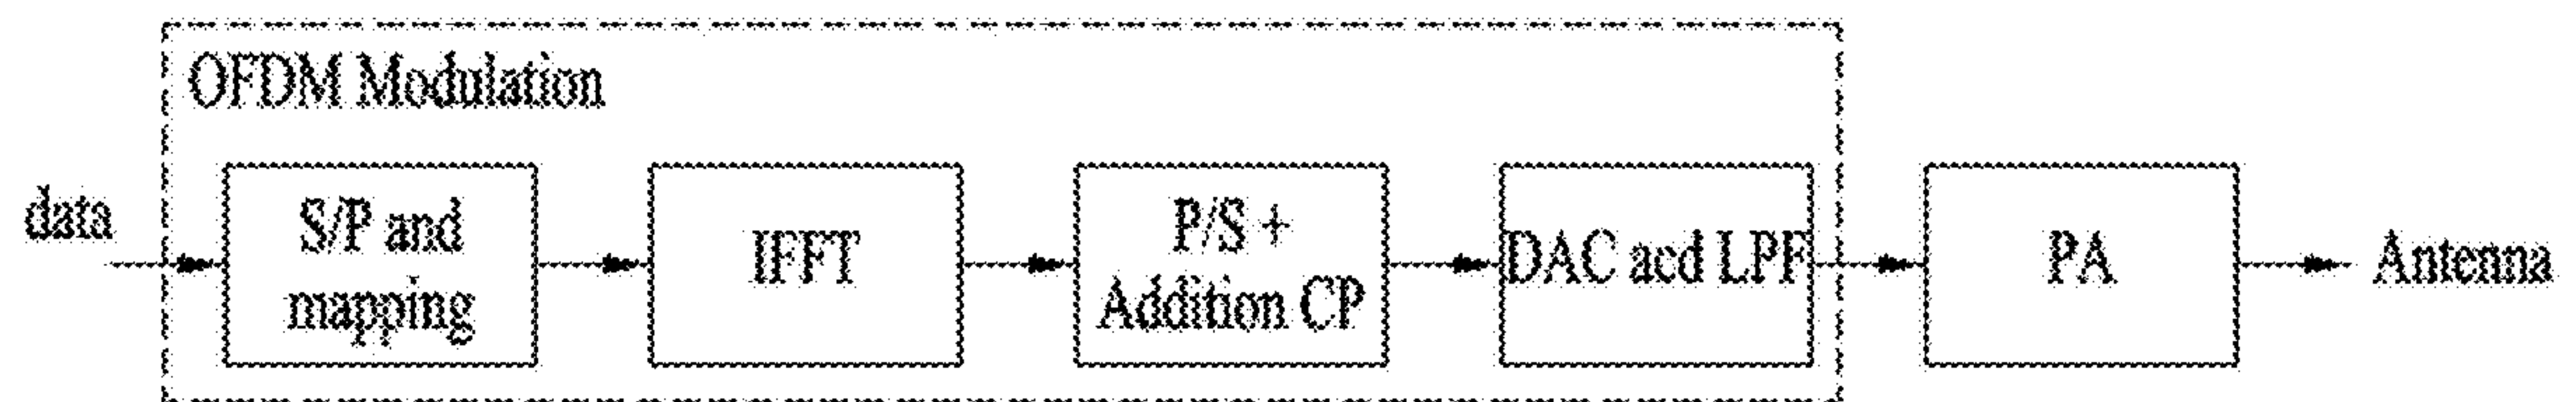 OFDM Modulation
data
S/P and
mapping
IFFT
P/S +
Addition CP
DAC acd LPF
PA
Antenna